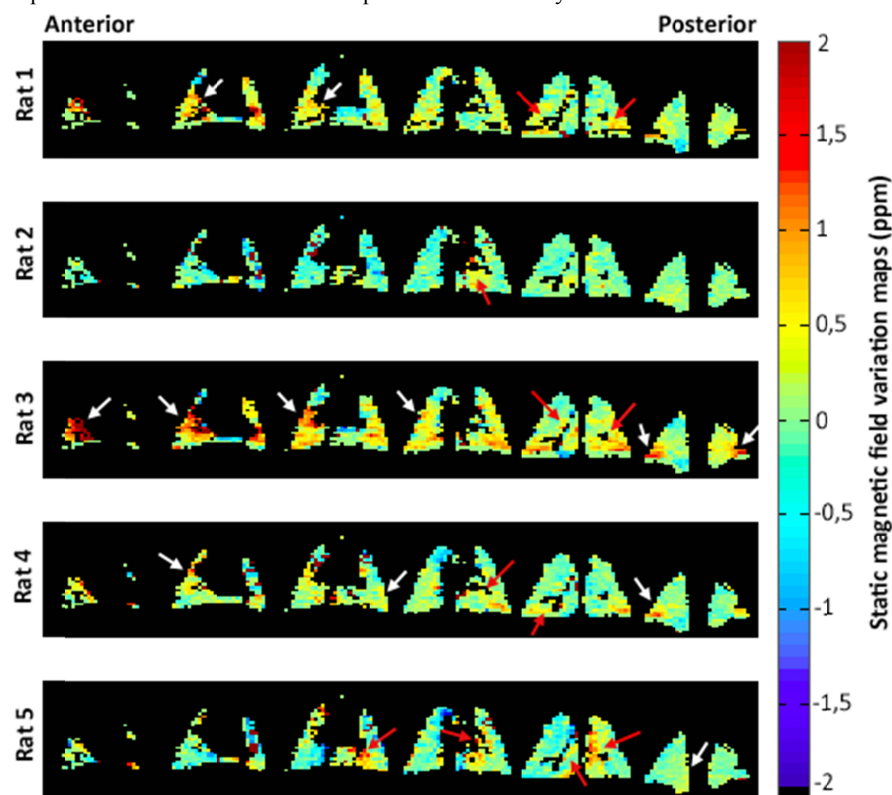 Anterior
Posterior
Rat 1
Rat 2
Rat 3
Rat 4
Rat 5
2
1,5
1
0,5
0
-0,5
-1
-1,5
-2
Static magnetic field variation maps (ppm)